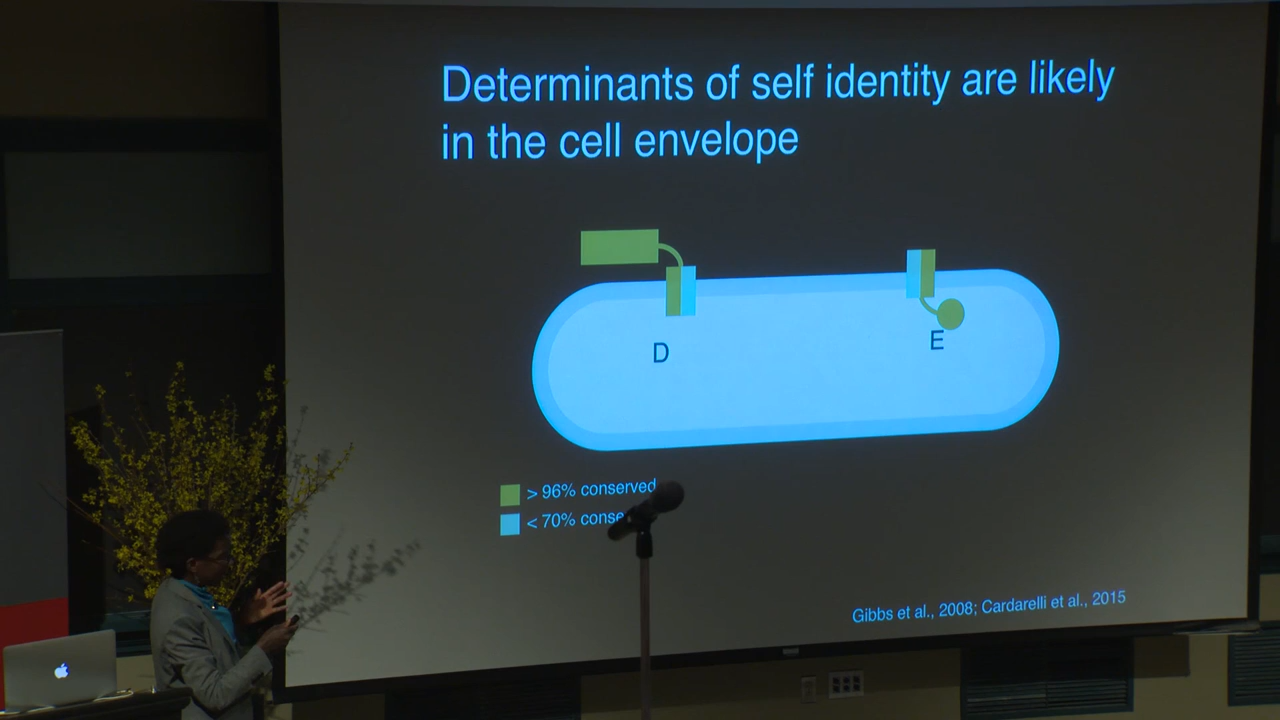 Determinants of self identity are likely
in the cell envelope
D
E
> 96% conserved
< 70%
Gibbs et al., 2008; Cardarelli et al., 2015